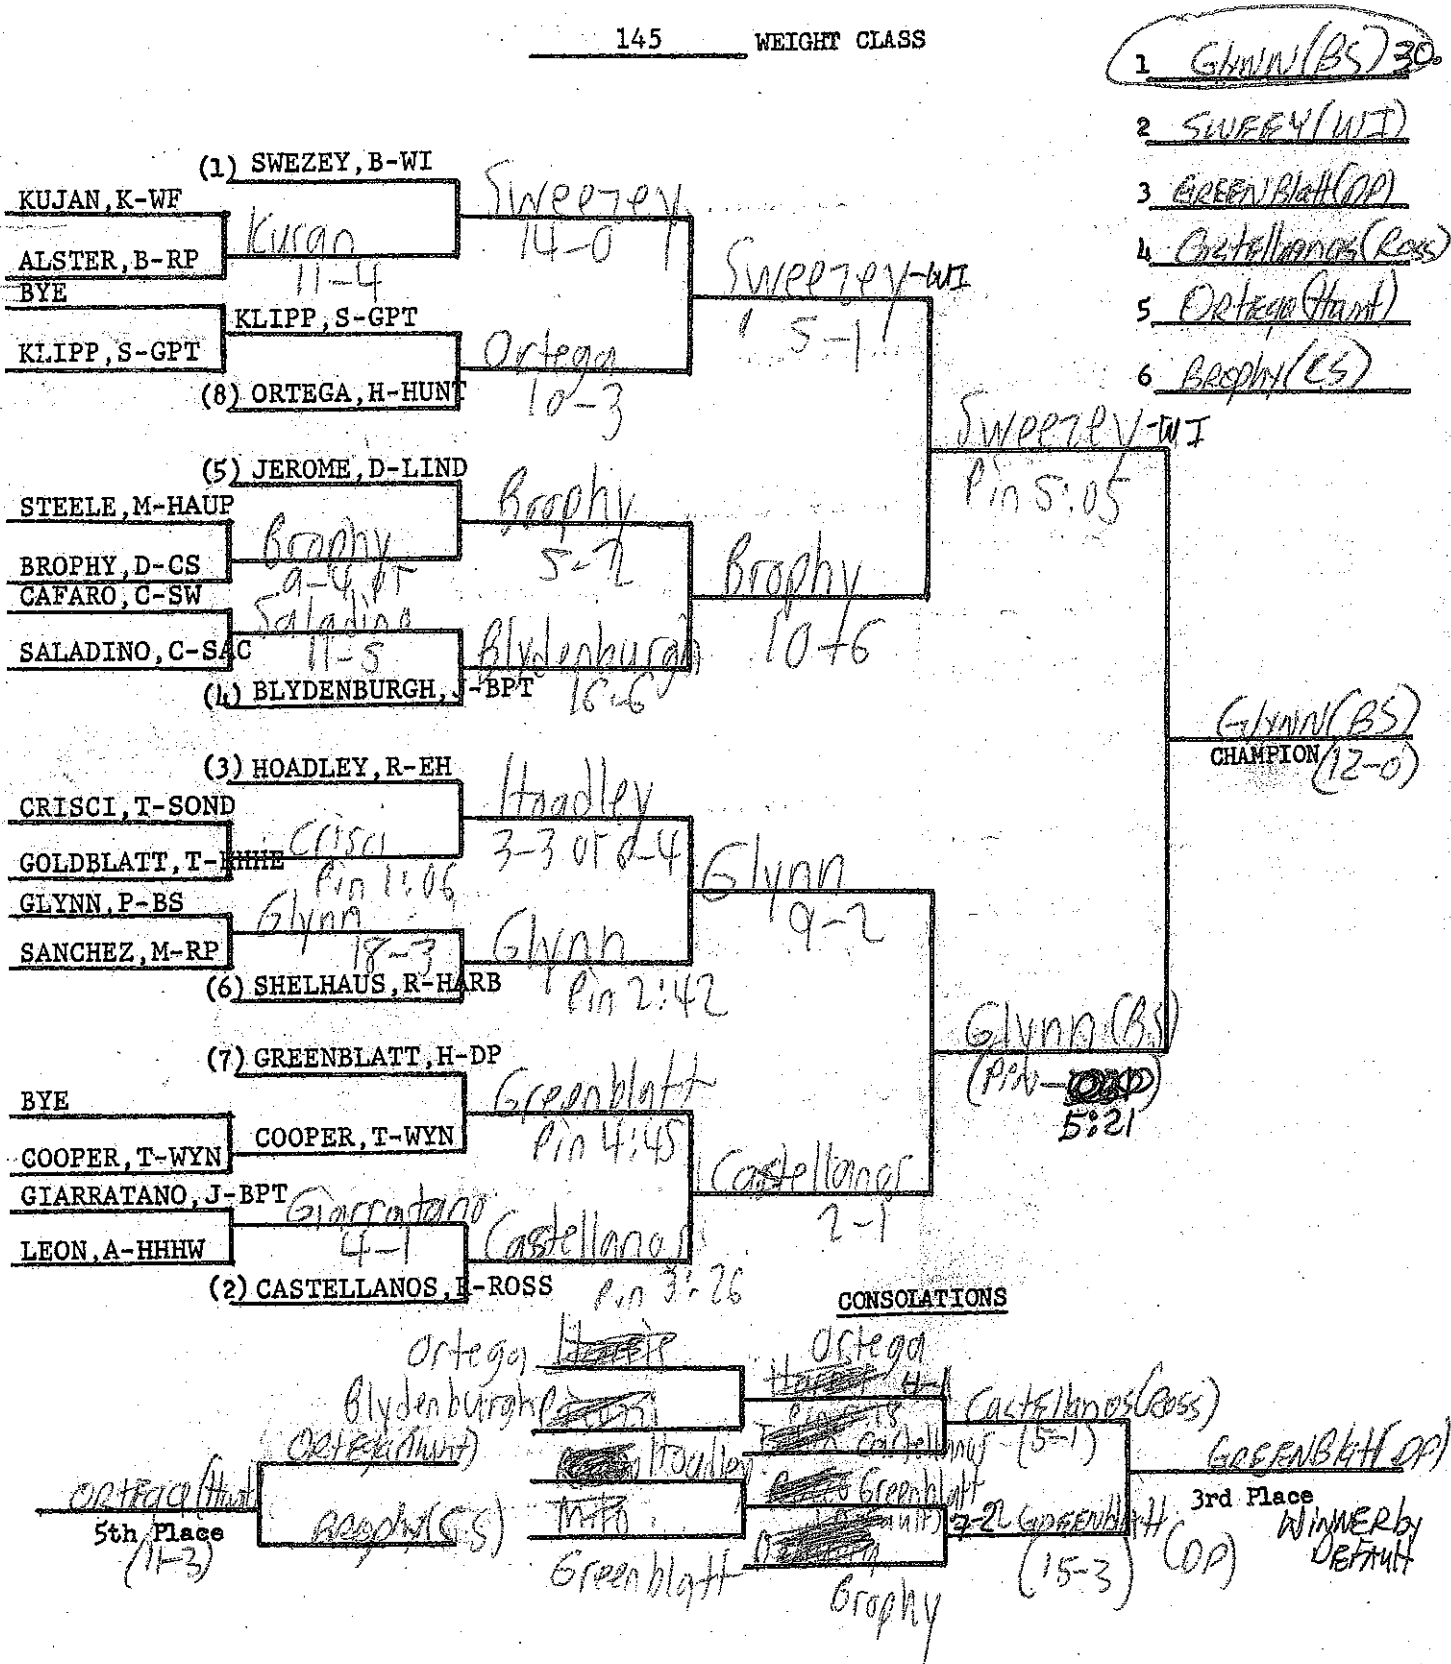 145 WEIGHT CLASS
1 GLYNN (BS) 30.
2 SWEEY (WI)
3 GREENBlatt (DP)
4 Castellanos (Ross)
5 Ortega (Hunt)
6 Brophy (CS)
(1) SWEZEY, B-WI
KUJAN, K-WF
ALSTER, B-RP
Kuran
11-4
Sweezey
14-0
BYE
KLIPP, S-GPT
KLIPP, S-GPT
(8) ORTEGA, H-HUNT
Ortega
10-3
Sweezey-WI
5-1
(5) JEROME, D-LIND
STEELE, M-HAUP
BROPHY, D-CS
Brophy
9-4 OT
Brophy
5-2
CAFARO, C-SW
SALADINO, C-SAC
Saladino
11-5
(4) BLYDENBURGH, J-BPT
Blydenburgh
16-6
Brophy
Sweezey-WI
Pin 5:05
(3) HOADLEY, R-EH
CRISCI, T-SOND
GOLDBLATT, T-HHHE
Crisci
Pin 1:06
Hoadley
3-3 OT
GLYNN, P-BS
SANCHEZ, M-RP
Glynn
18-3
(6) SHELHAUS, R-HARB
Glynn
Pin 2:42
Glynn
9-2
(7) GREENBLATT, H-DP
BYE
COOPER, T-WYN
COOPER, T-WYN
Greenblatt
Pin 4:45
GIARRATANO, J-BPT
LEON, A-HHHW
Giarratano
4-1
(2) CASTELLANOS, R-ROSS
Castellanos
Pin 3:26
Castellanos
2-1
Glynn (BS)
(PIN-
5:21
GLYNN (BS)
CHAMPION (12-0)
CONSOLATIONS
Ortega
Blydenburgh
Ortega
4-1
Castellanos
Castellanos (Ross)
(5-1)
Hoadley
Greenblatt
Greenblatt
Brophy
GREENBlatt (DP)
(15-3)
GREENBlatt (DP)
3rd Place
WINNER by
DEFAULT
Ortega (Hunt)
Brophy (CS)
Ortega (Hunt
5th Place
(11-3)